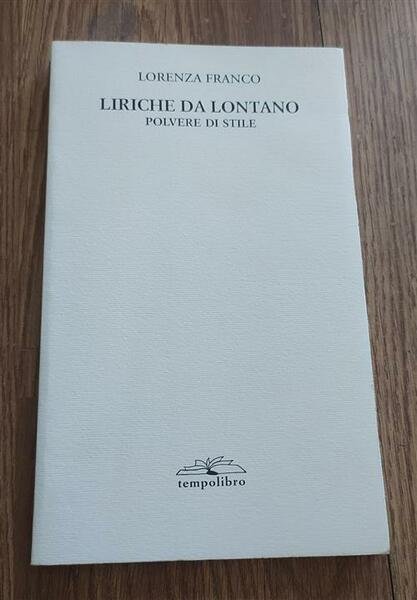 LORENZA FRANCO
LIRICHE DA LONTANO
POLVERE DI STILE
tempolibro